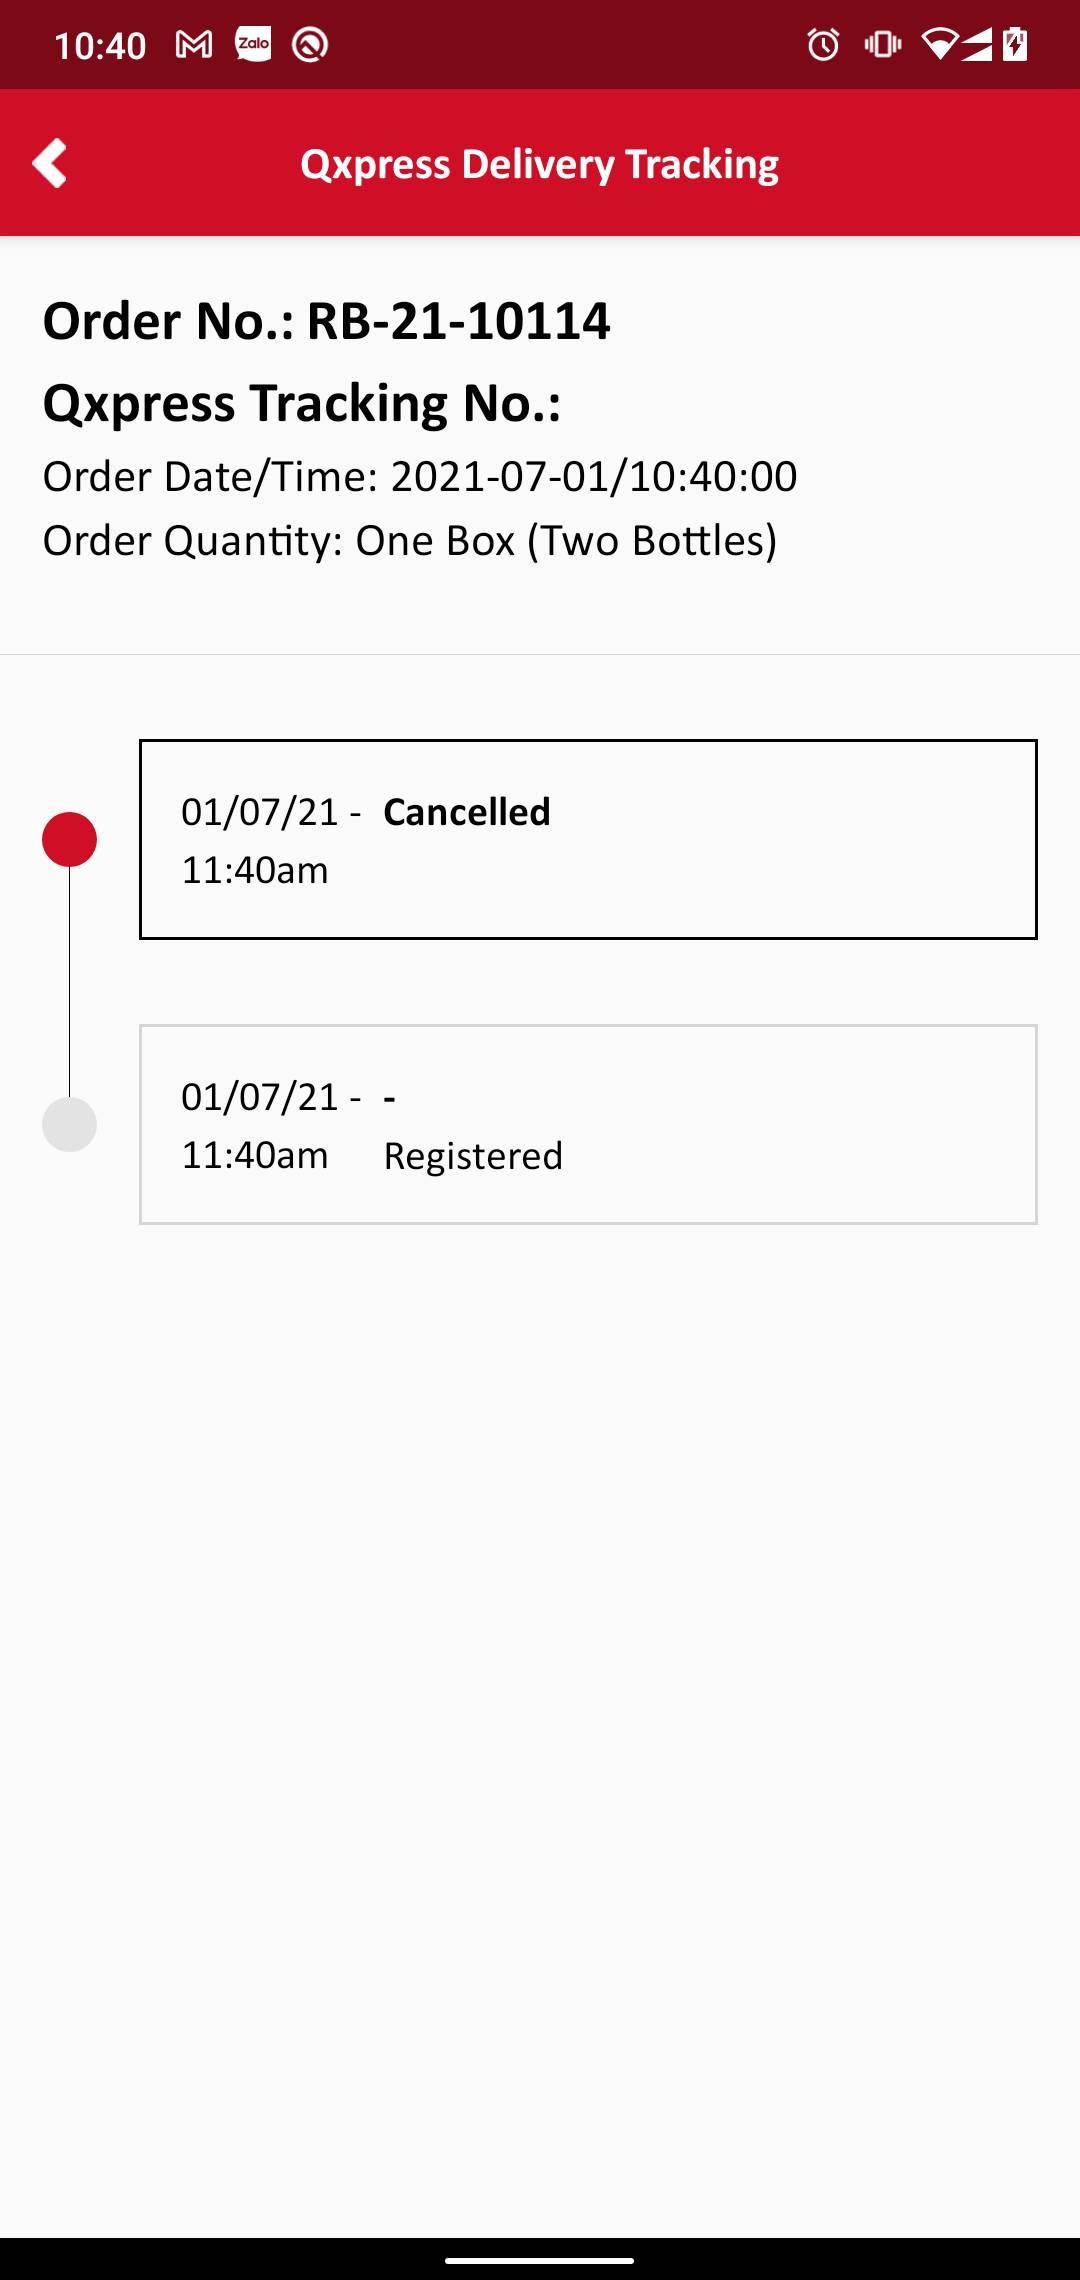 10:40 Zalo
Qxpress Delivery Tracking
Order No.: RB-21-10114
Qxpress Tracking No.:
Order Date/Time: 2021-07-01/10:40:00
Order Quantity: One Box (Two Bottles)
01/07/21 - Cancelled
11:40am
01/07/21 - -
11:40am Registered